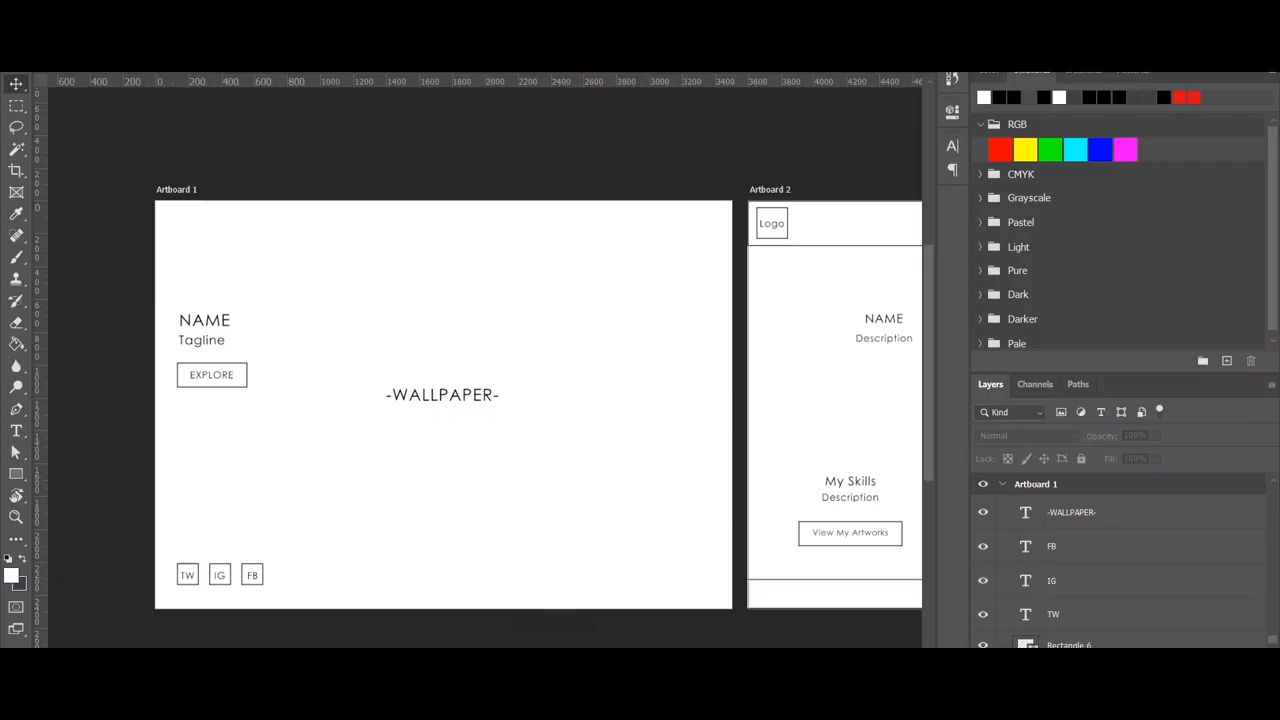 600 400 200 0 200 400 600 800 1000 1200 1400 1600 1800 2000 2200 2400 2600 2800 3000 3200 3400 3600 3800 4000 4200 4400
Artboard 1
NAME
Tagline
EXPLORE
-WALLPAPER-
TW IG FB
Artboard 2
Logo
NAME
Description
My Skills
Description
View My Artworks
RGB
CMYK
Grayscale
Pastel
Light
Pure
Dark
Darker
Pale
Layers Channels Paths
Kind
Normal Opacity: 100%
Lock: Fill: 100%
Artboard 1
-WALLPAPER-
FB
IG
TW
Rectangle 6